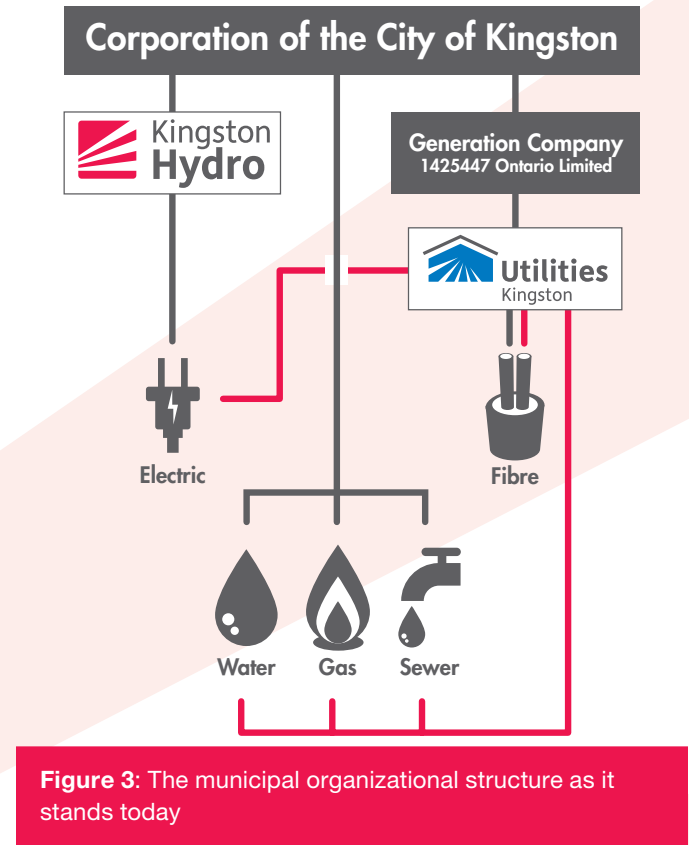 Corporation of the City of Kingston
Kingston
Hydro
Generation Company
1425447 Ontario Limited
Utilities
Kingston
Electric
Fibre
Water
Gas
Sewer
Figure 3: The municipal organizational structure as it
stands today